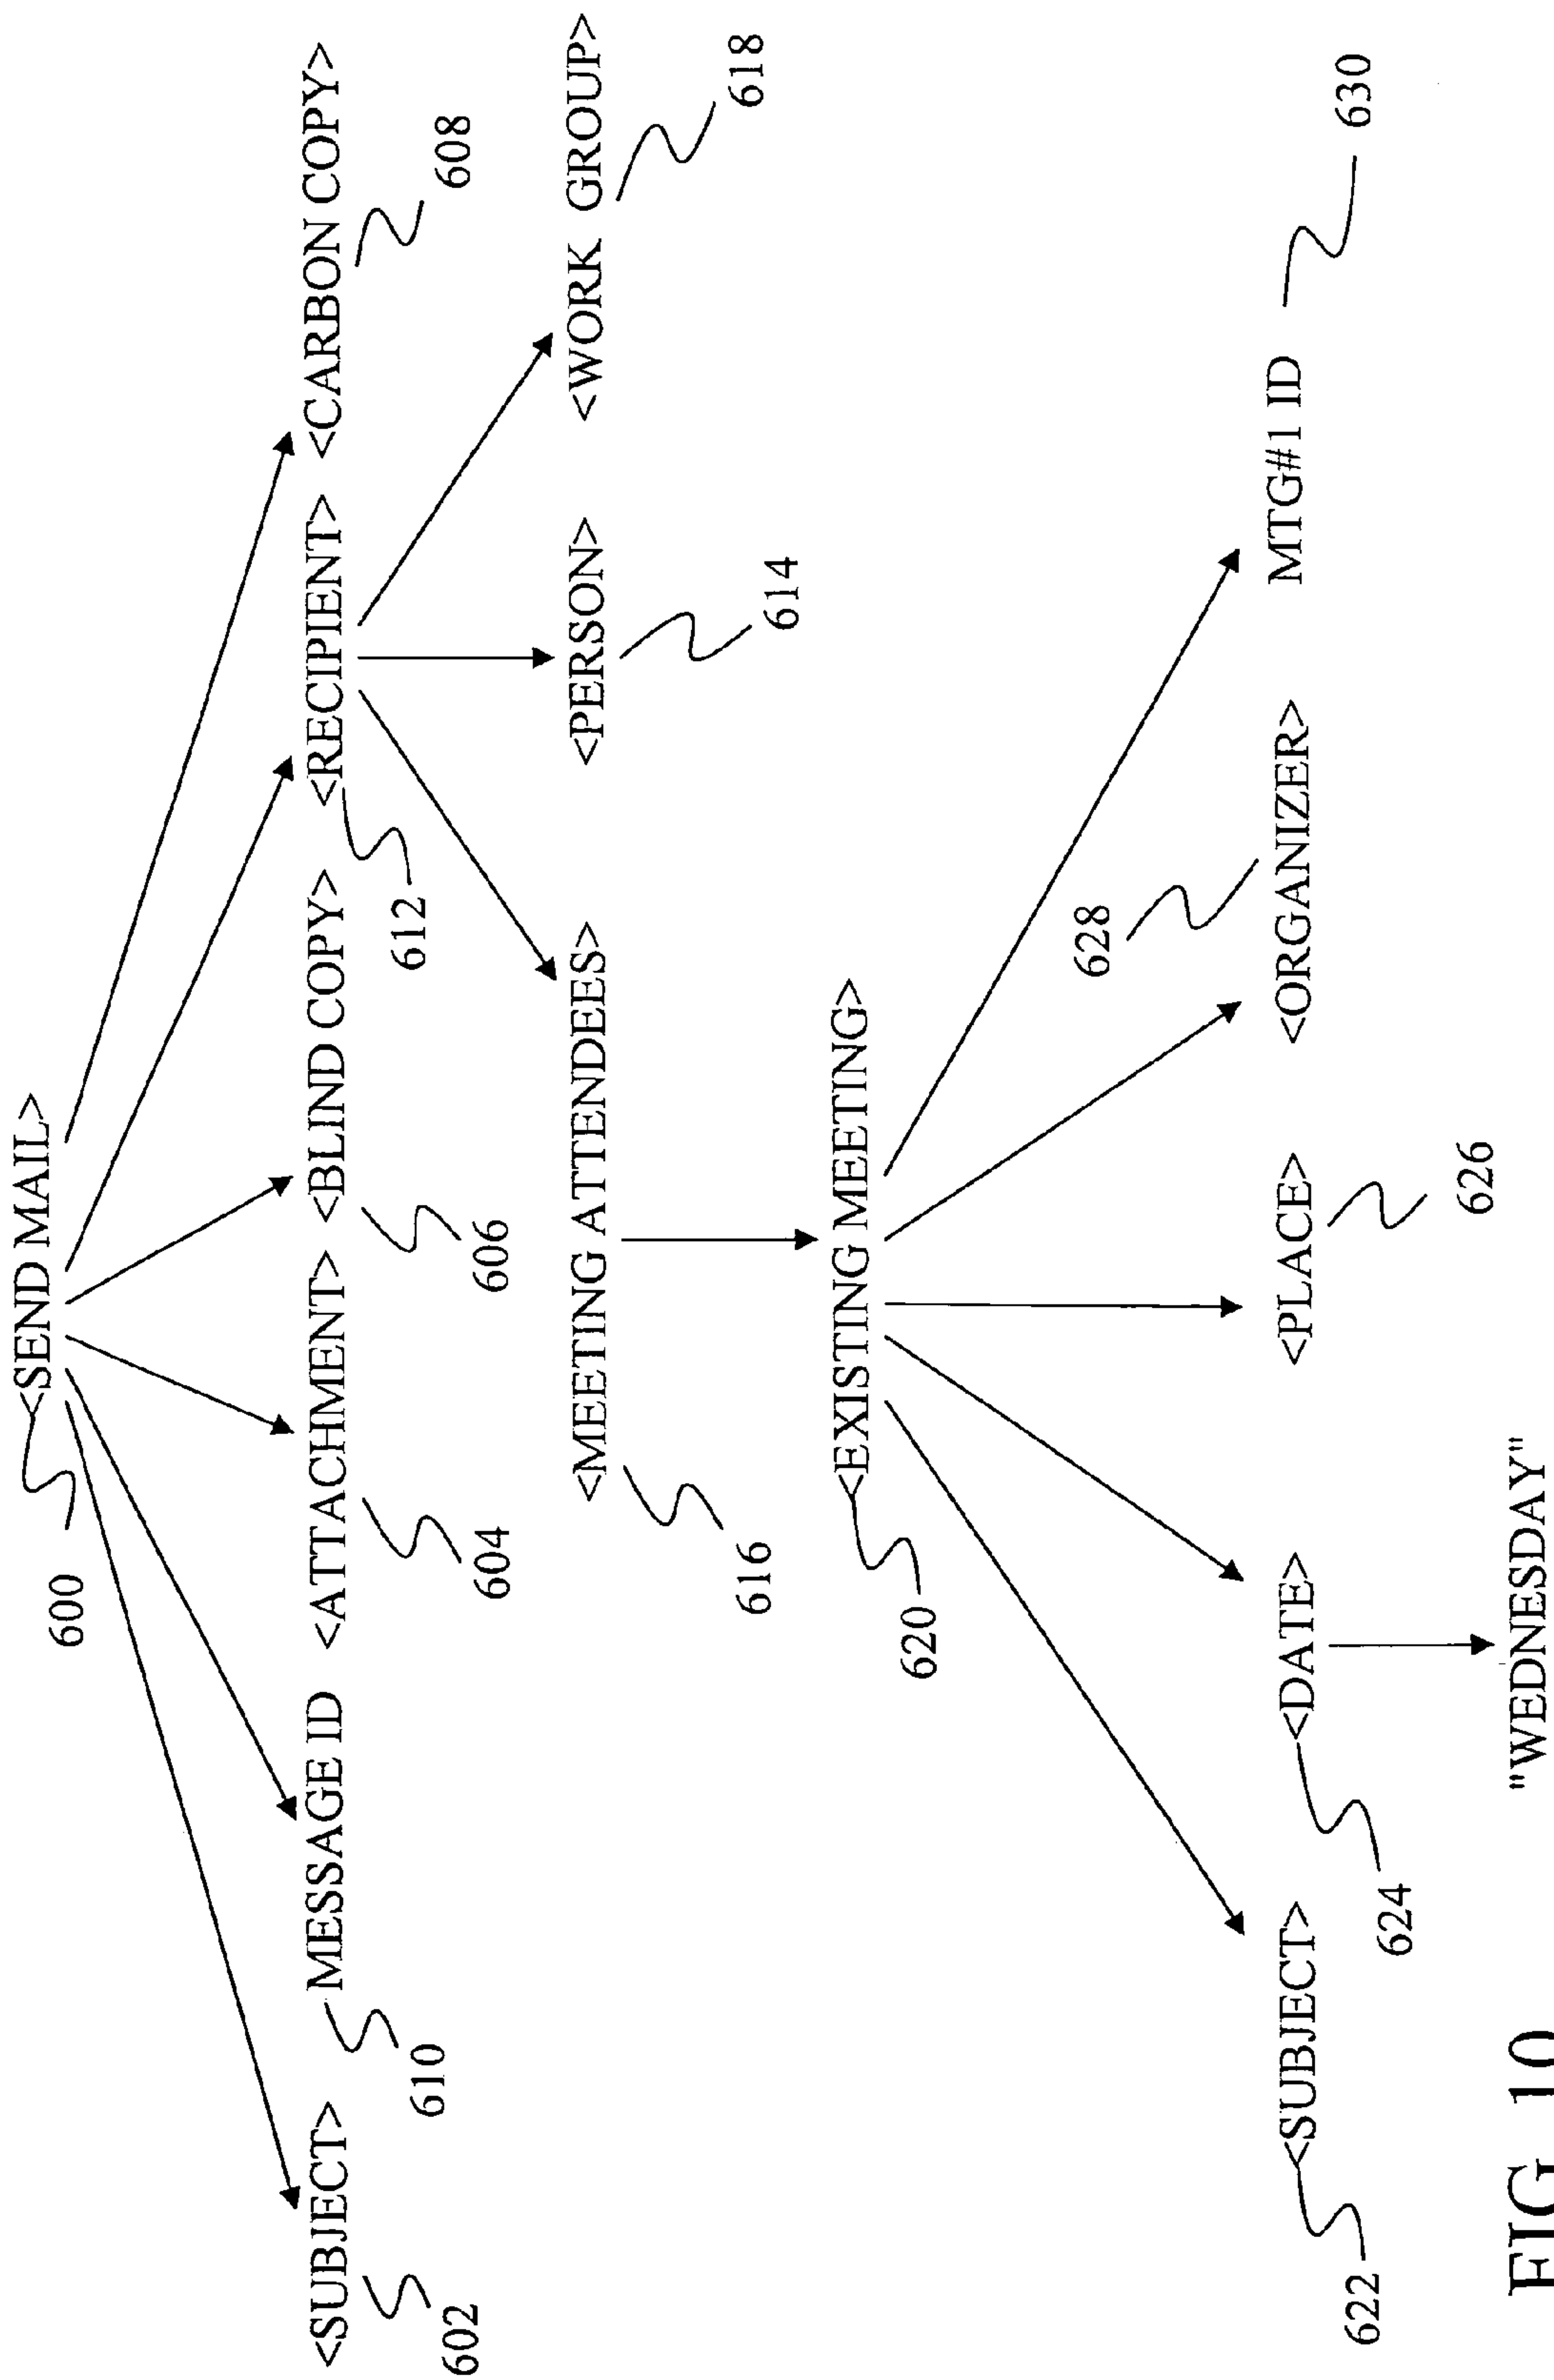 <SEND MAIL>
600
<SUBJECT> MESSAGE ID <ATTACHMENT> <BLIND COPY> <RECIPIENT> <CARBON COPY>
602 610 604 606 612 608
<MEETING ATTENDEES> <PERSON> <WORK GROUP>
616 614 618
<EXISTING MEETING>
620
628
<SUBJECT> <DATE> <PLACE> <ORGANIZER> MTG#1 ID
622 624 626 630
"WEDNESDAY"
FIG. 10